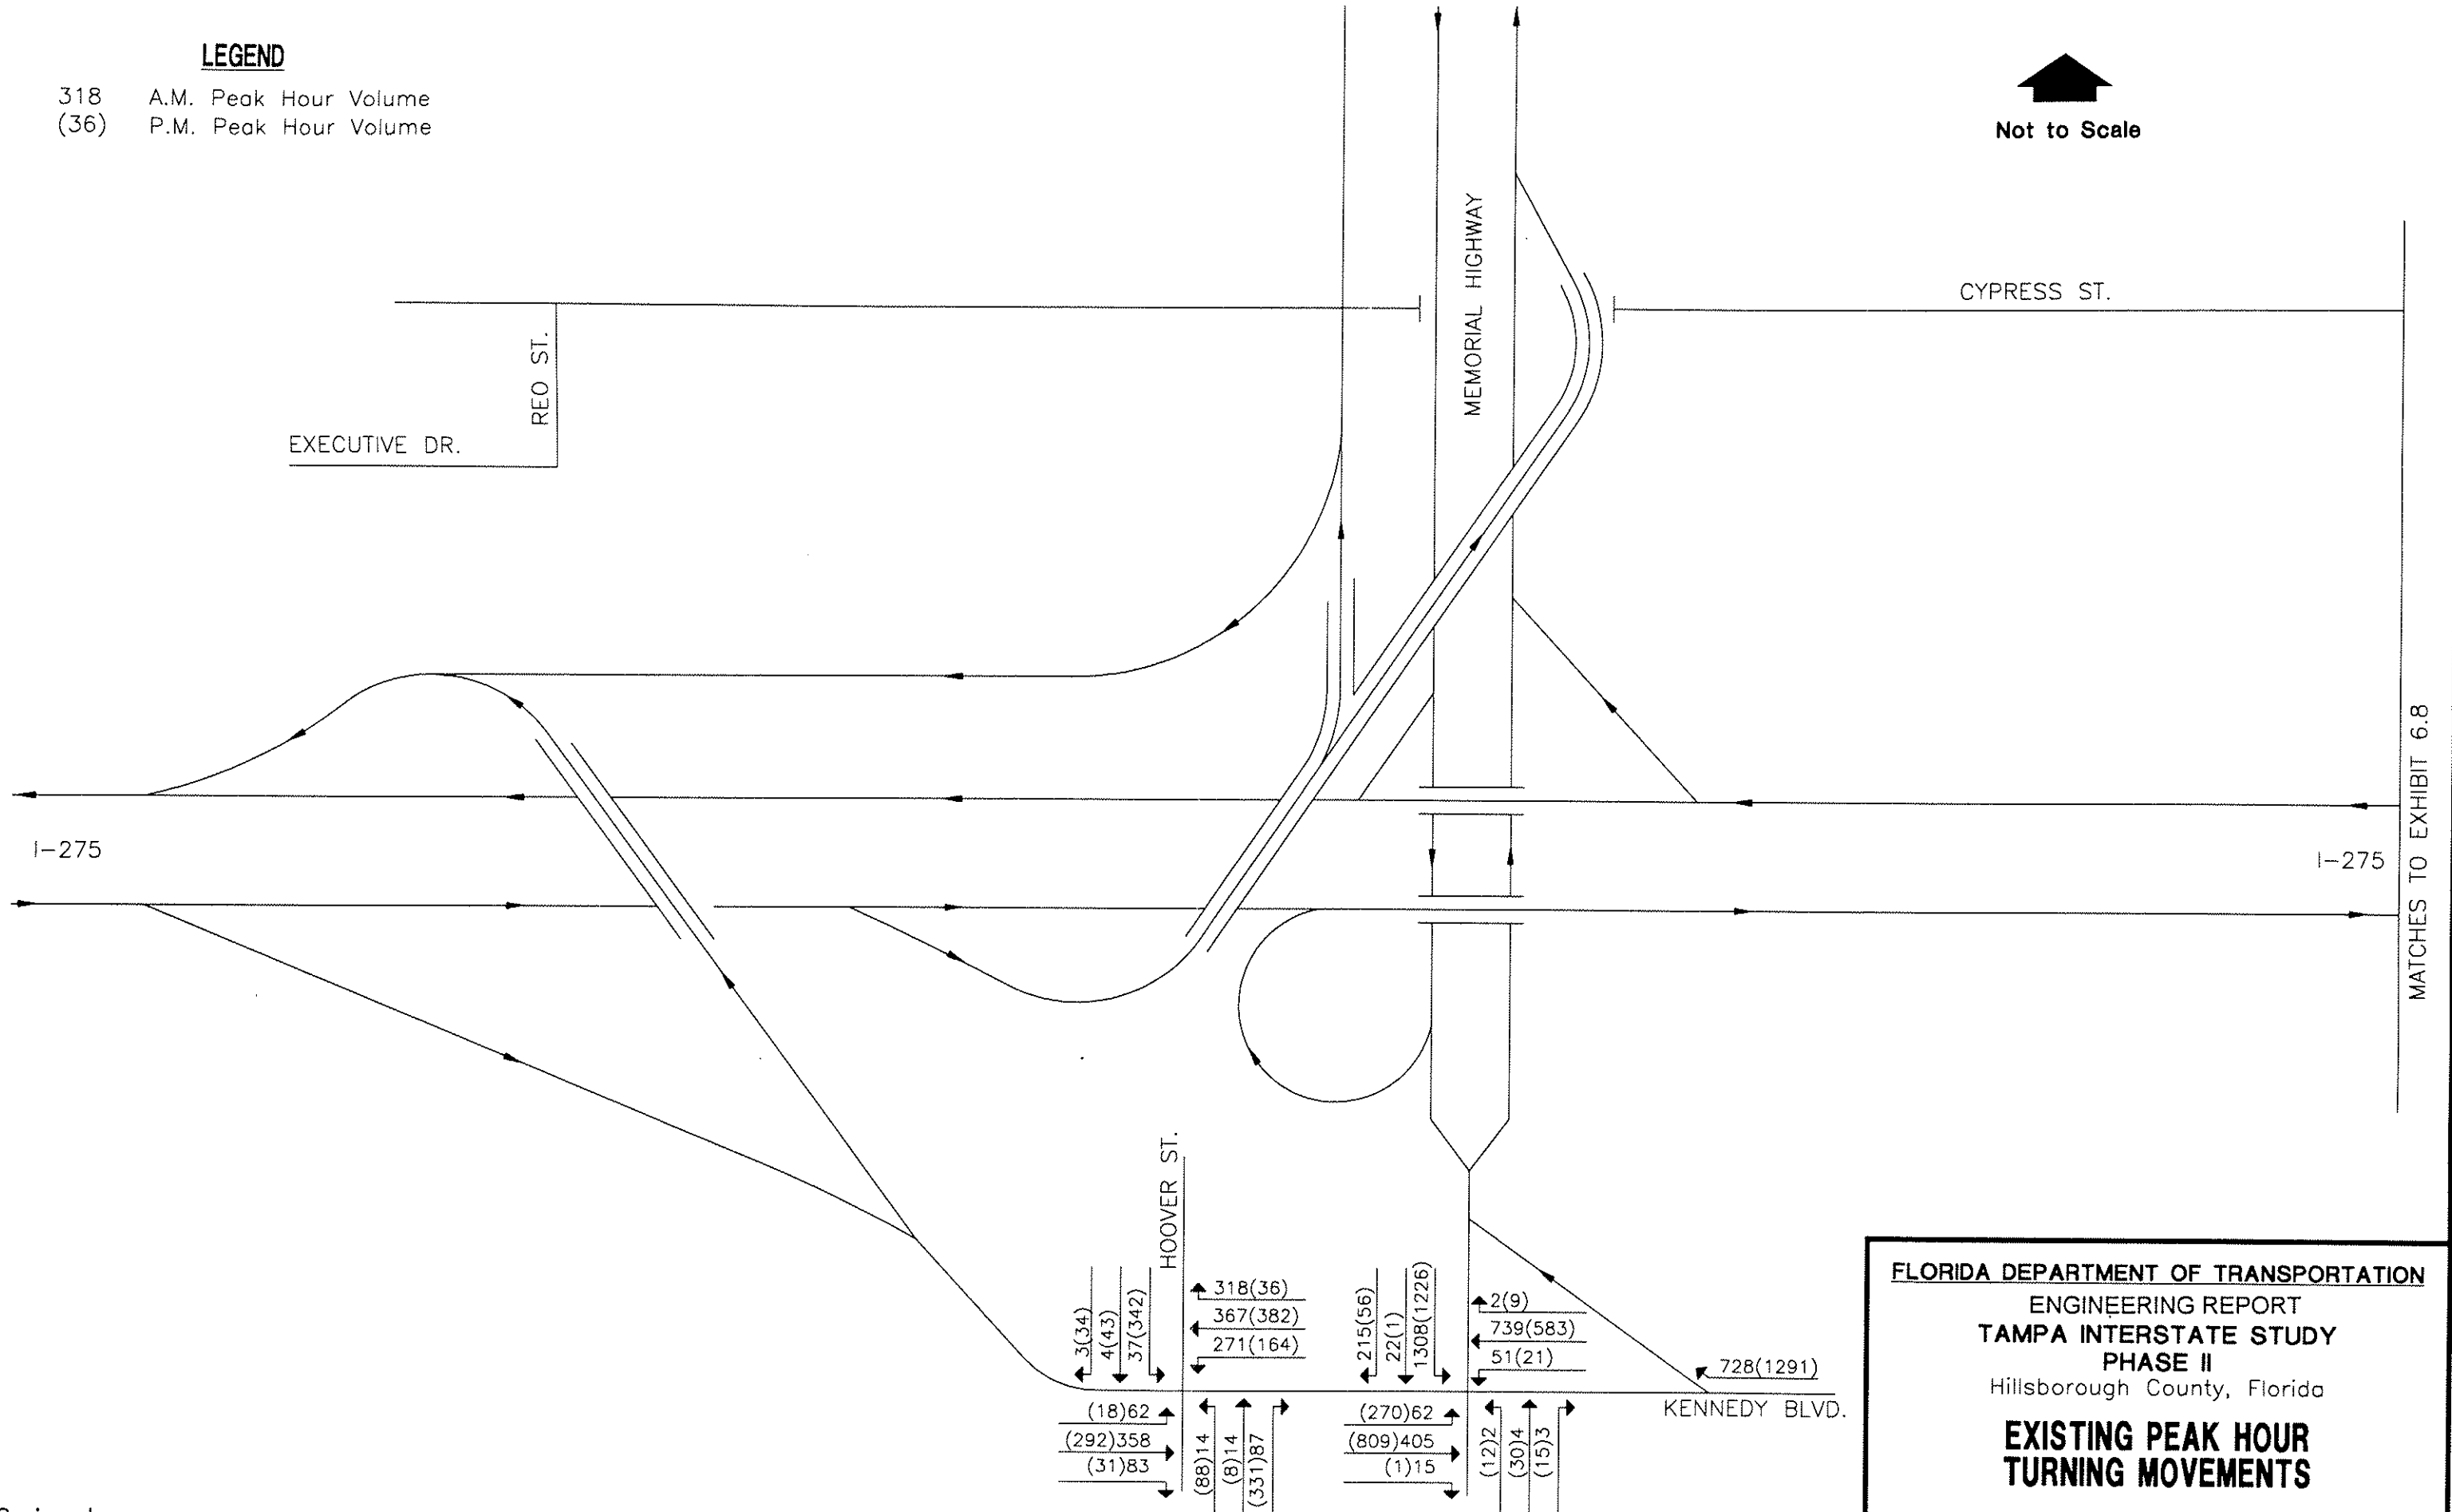 LEGEND
318 A.M. Peak Hour Volume
(36) P.M. Peak Hour Volume
Not to Scale
MEMORIAL HIGHWAY
CYPRESS ST.
REO ST.
EXECUTIVE DR.
I-275
I-275
MATCHES TO EXHIBIT 6.8
HOOVER ST.
3(34)
4(43)
37(342)
318(36)
367(382)
271(164)
(18)62
(292)358
(31)83
(88)14
(8)14
(331)87
215(56)
22(1)
1308(1226)
2(9)
739(583)
51(21)
(270)62
(809)405
(1)15
(12)2
(30)4
(15)3
728(1291)
KENNEDY BLVD.
FLORIDA DEPARTMENT OF TRANSPORTATION
ENGINEERING REPORT
TAMPA INTERSTATE STUDY
PHASE II
Hillsborough County, Florida
EXISTING PEAK HOUR
TURNING MOVEMENTS